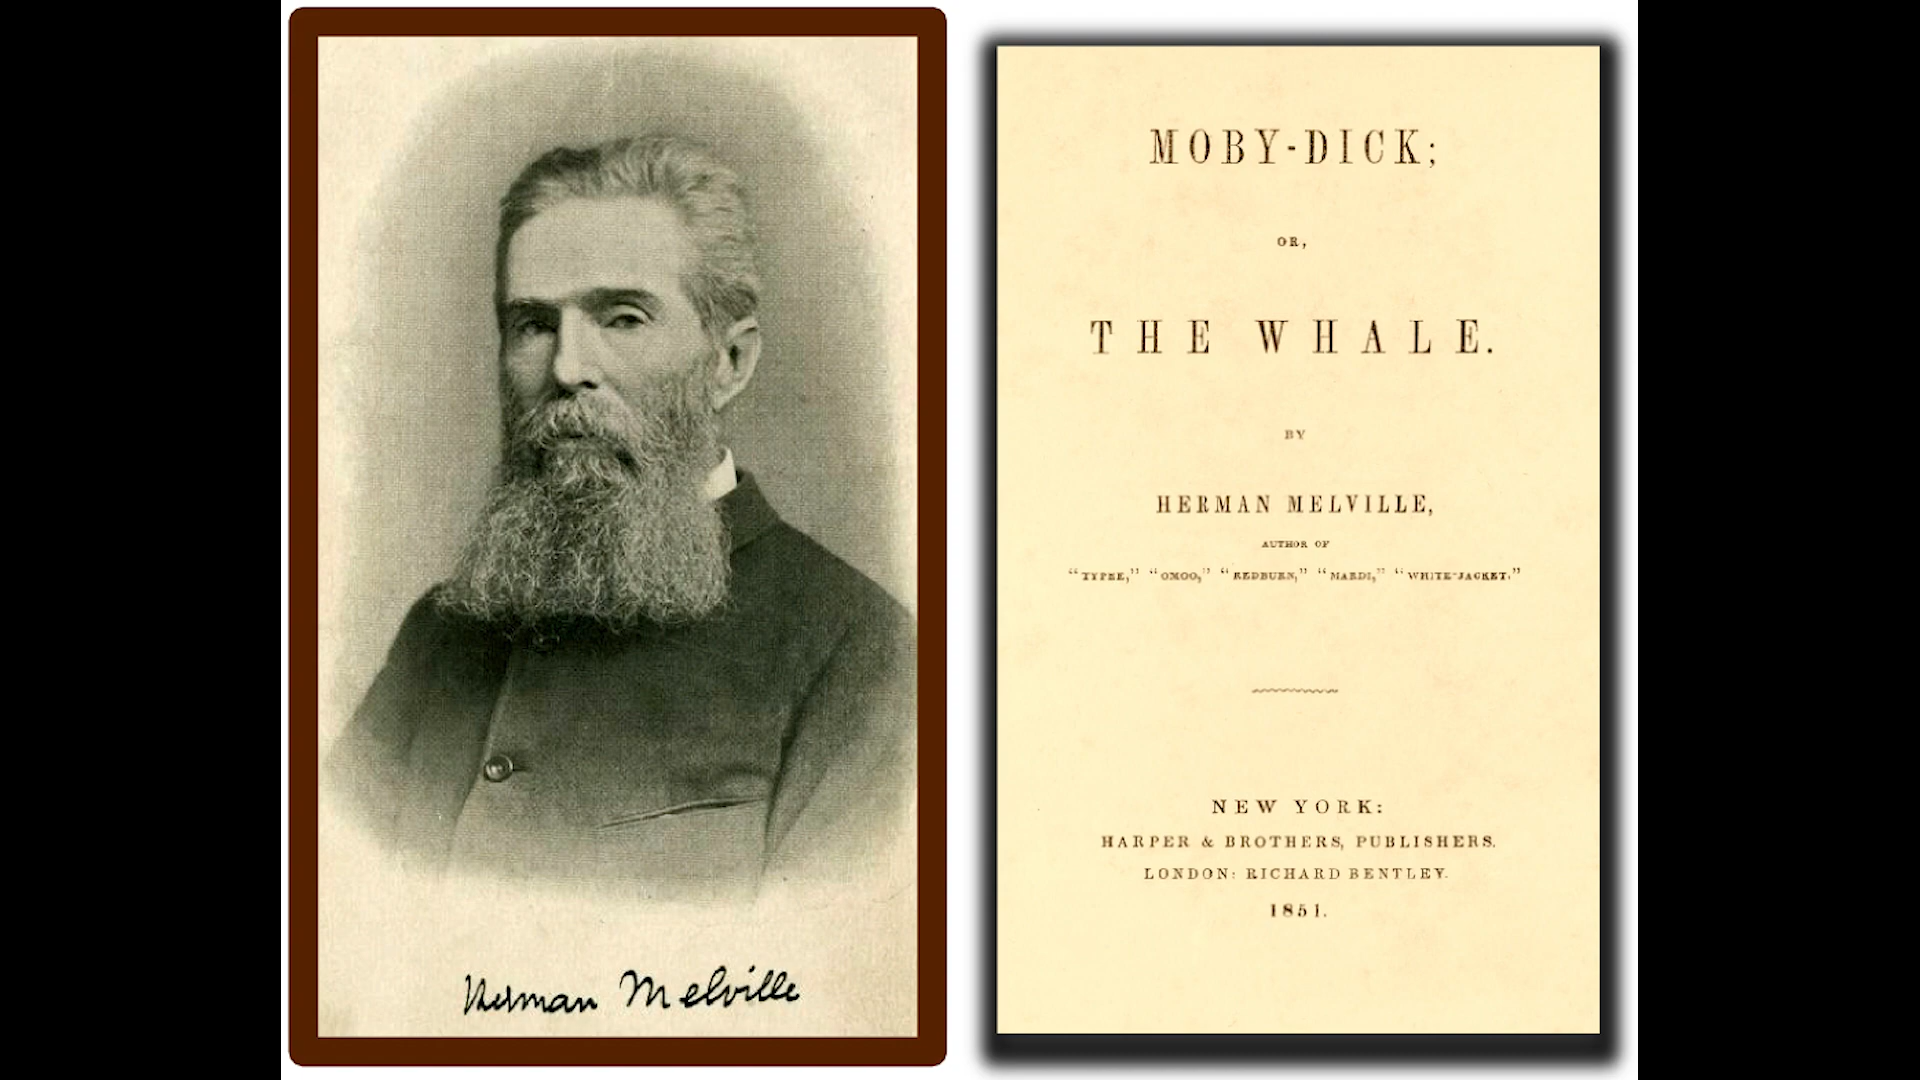 Herman Melville
MOBY-DICK;
OR,
THE WHALE.
BY
HERMAN MELVILLE,
AUTHOR OF
“TYPEE,” “OMOO,” “REDBURN,” “MARDI,” “WHITE-JACKET.”
NEW YORK:
HARPER & BROTHERS, PUBLISHERS.
LONDON: RICHARD BENTLEY.
1851.